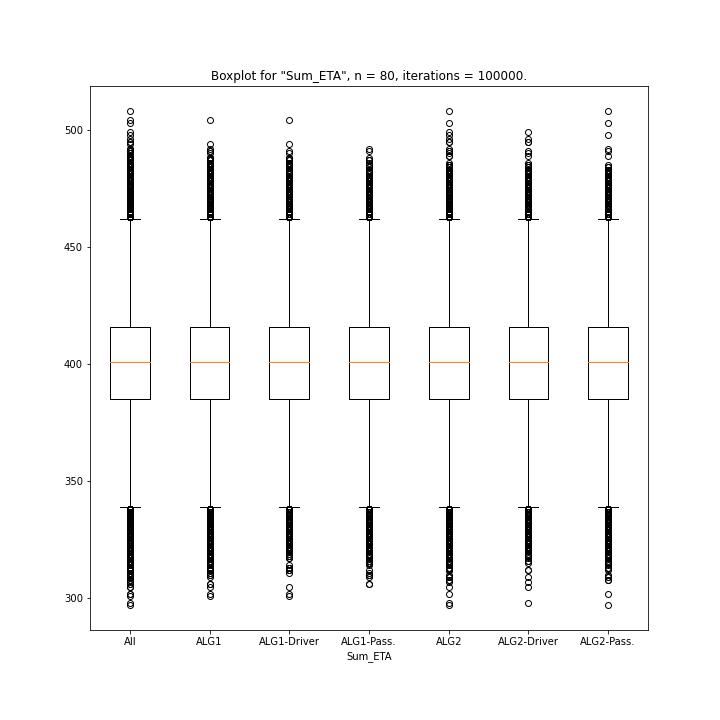 Boxplot for "Sum_ETA", n = 80, iterations = 100000.
500
450
400
350
300
All ALG1 ALG1-Driver ALG1-Pass. ALG2 ALG2-Driver ALG2-Pass.
Sum_ETA